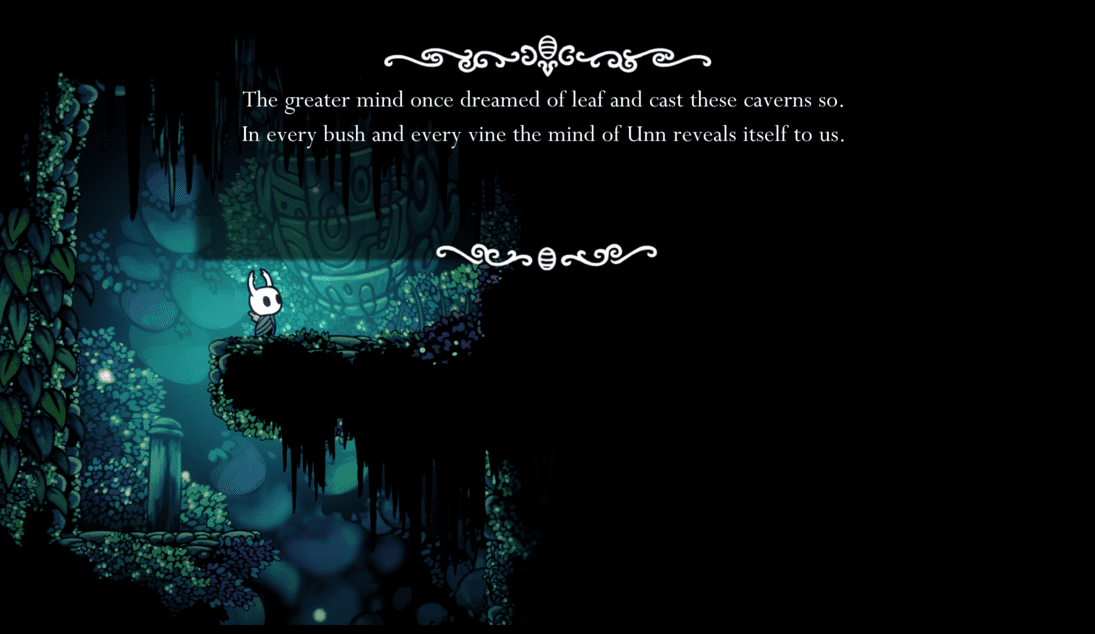 The greater mind once dreamed of leaf and cast these caverns so.
In every bush and every vine the mind of Unn reveals itself to us.